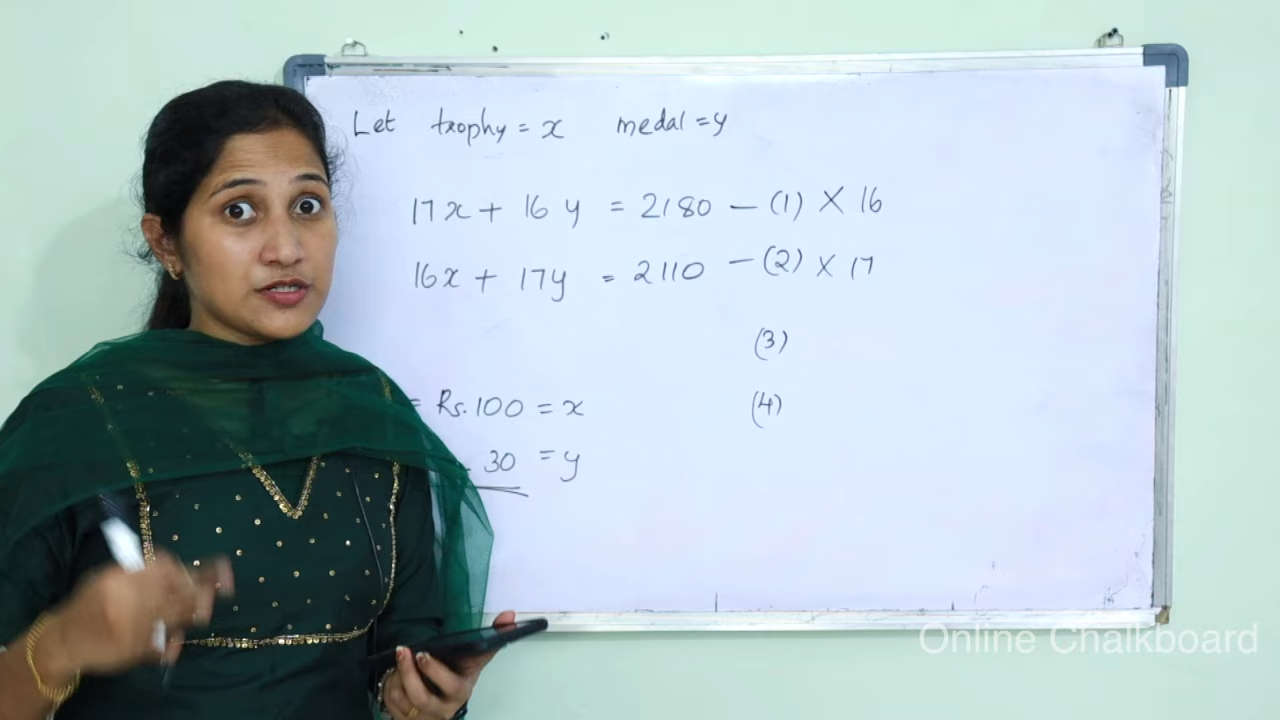 Let trophy = x medal = y
17x + 16y = 2180 — (1) × 16
16x + 17y = 2110 — (2) × 17
(3)
= Rs. 100 = x (4)
. 30 = y
Online Chalkboard